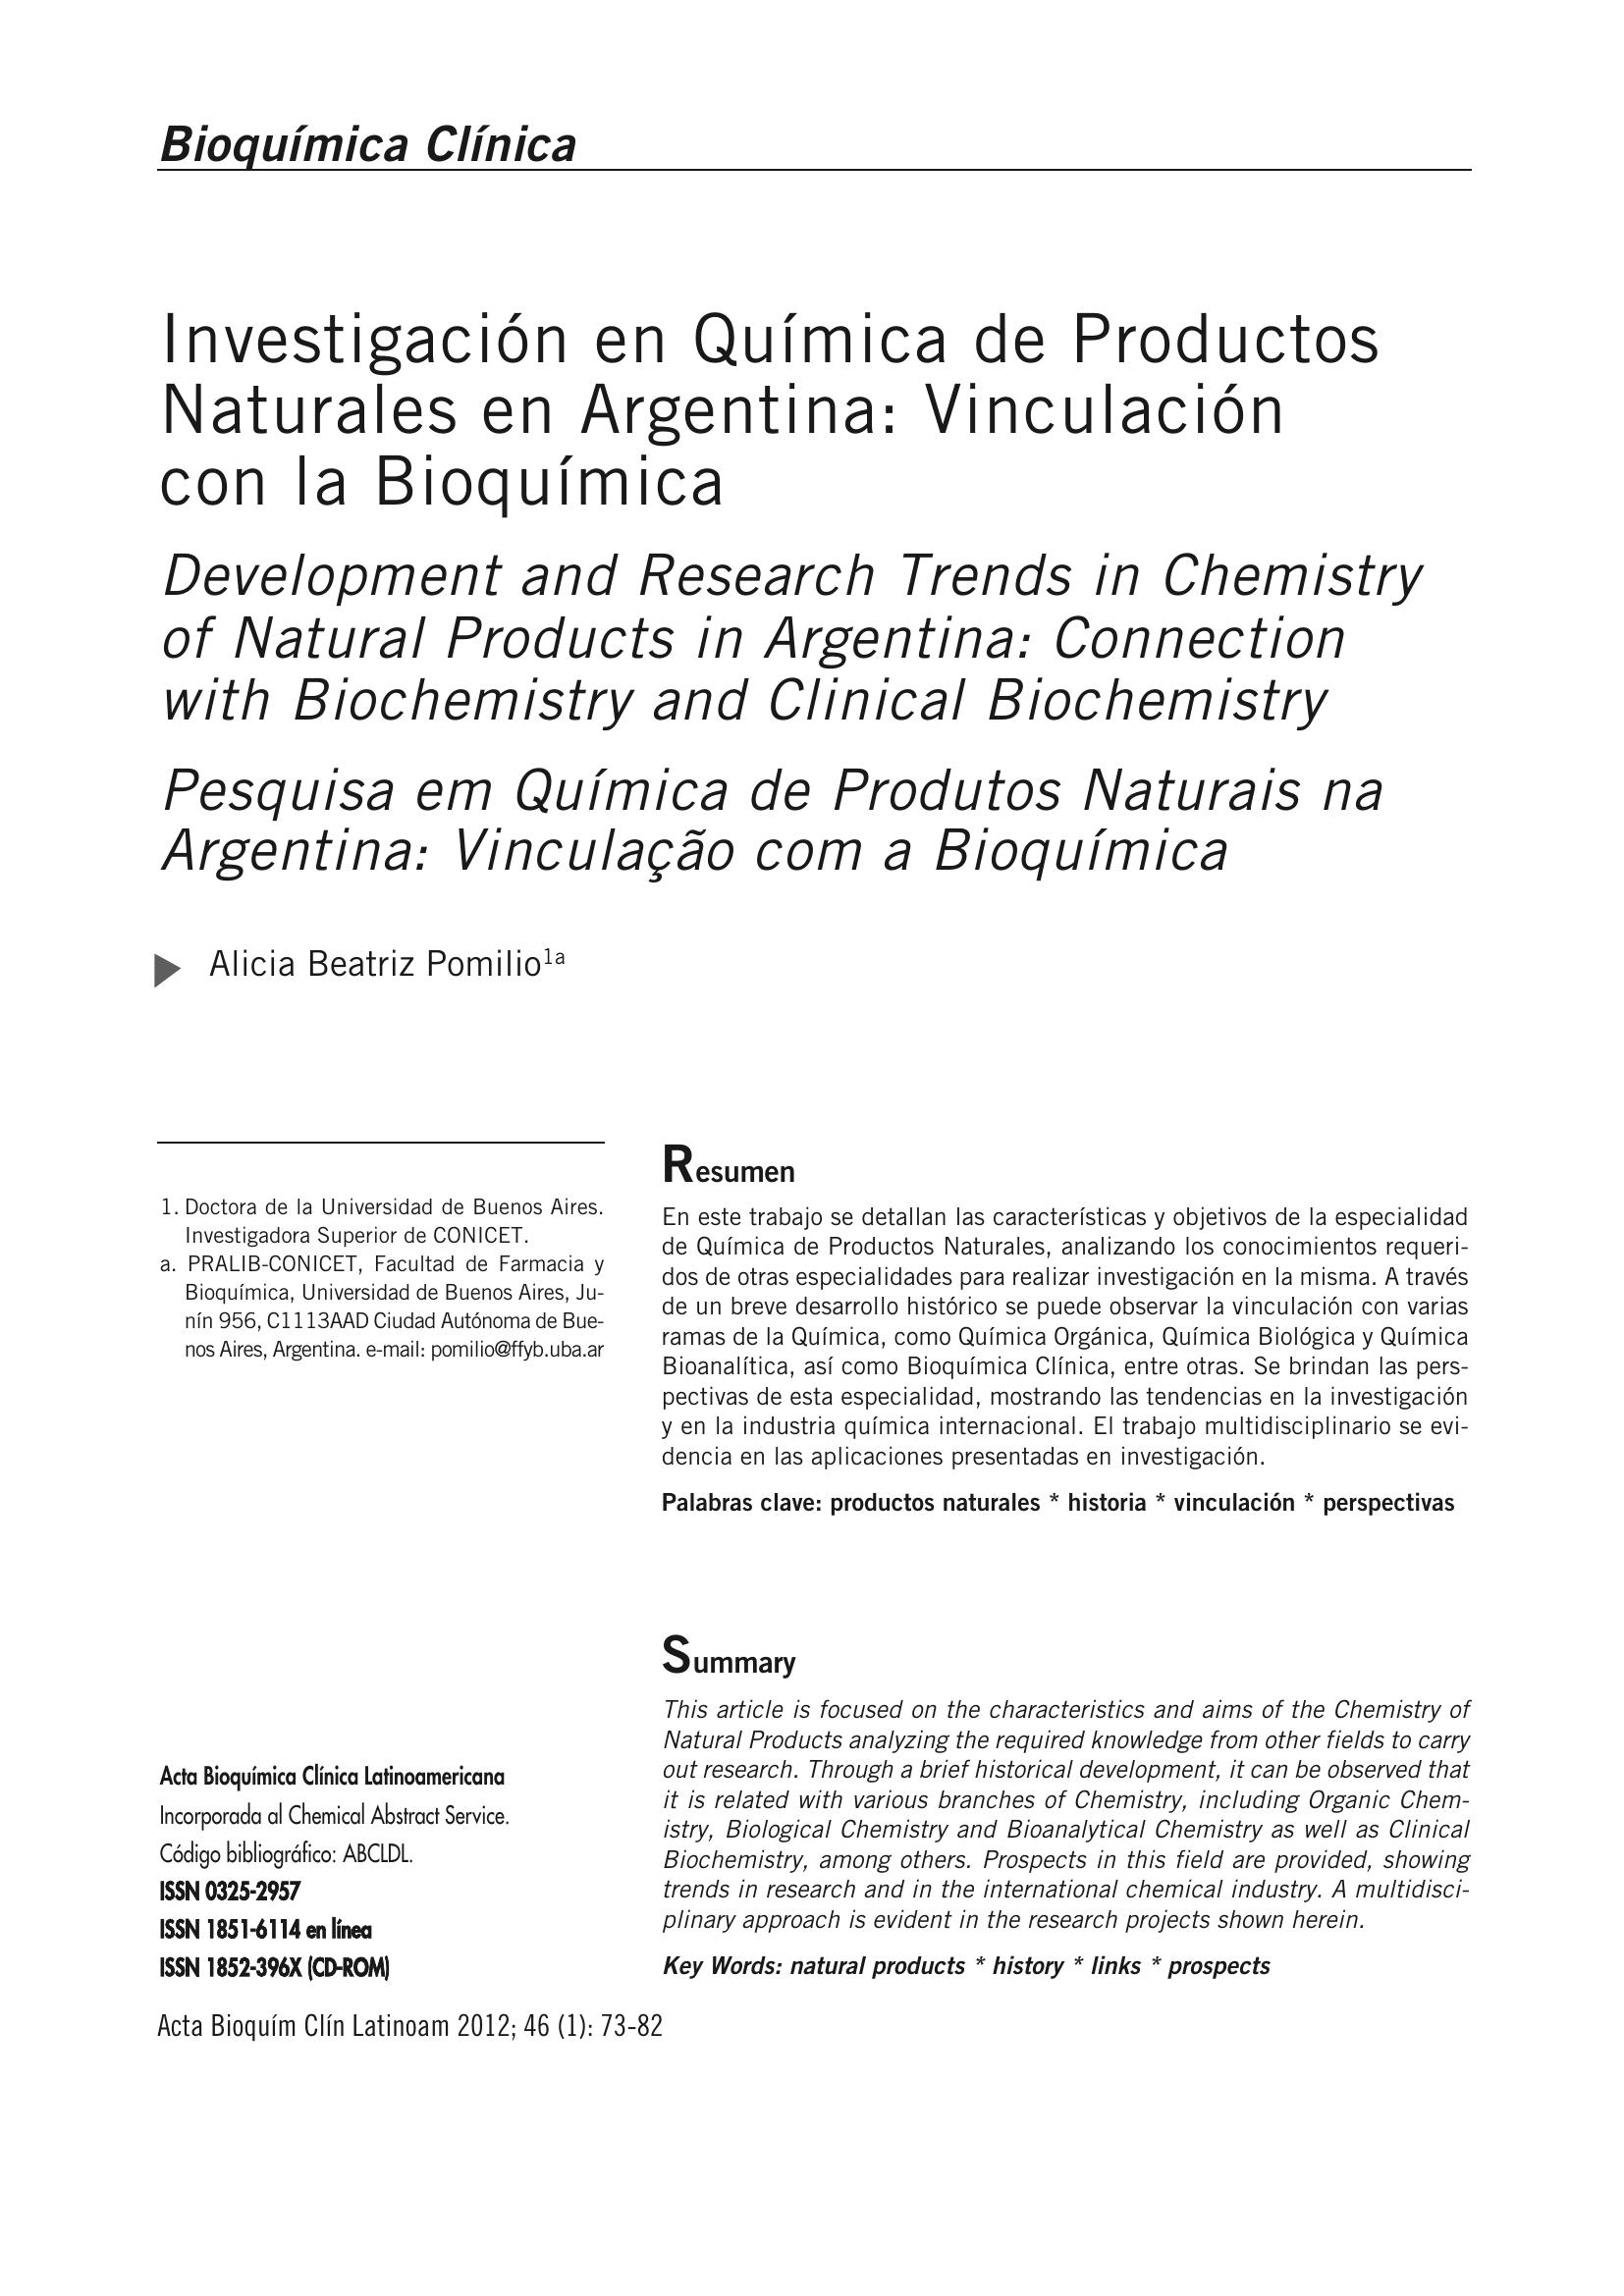 Bioquímica Clínica
Investigación en Química de Productos
Naturales en Argentina: Vinculación
con la Bioquímica
Development and Research Trends in Chemistry
of Natural Products in Argentina: Connection
with Biochemistry and Clinical Biochemistry
Pesquisa em Química de Produtos Naturais na
Argentina: Vinculação com a Bioquímica
Alicia Beatriz Pomilio1a
1. Doctora de la Universidad de Buenos Aires.
Investigadora Superior de CONICET.
a. PRALIB-CONICET, Facultad de Farmacia y
Bioquímica, Universidad de Buenos Aires, Ju-
nín 956, C1113AAD Ciudad Autónoma de Bue-
nos Aires, Argentina. e-mail: pomilio@ffyb.uba.ar
Acta Bioquímica Clínica Latinoamericana
Incorporada al Chemical Abstract Service.
Código bibliográfico: ABCLDL.
ISSN 0325-2957
ISSN 1851-6114 en línea
ISSN 1852-396X (CD-ROM)
Resumen
En este trabajo se detallan las características y objetivos de la especialidad
de Química de Productos Naturales, analizando los conocimientos requeri-
dos de otras especialidades para realizar investigación en la misma. A través
de un breve desarrollo histórico se puede observar la vinculación con varias
ramas de la Química, como Química Orgánica, Química Biológica y Química
Bioanalítica, así como Bioquímica Clínica, entre otras. Se brindan las pers-
pectivas de esta especialidad, mostrando las tendencias en la investigación
y en la industria química internacional. El trabajo multidisciplinario se evi-
dencia en las aplicaciones presentadas en investigación.
Palabras clave: productos naturales * historia * vinculación * perspectivas
Summary
This article is focused on the characteristics and aims of the Chemistry of
Natural Products analyzing the required knowledge from other fields to carry
out research. Through a brief historical development, it can be observed that
it is related with various branches of Chemistry, including Organic Chem-
istry, Biological Chemistry and Bioanalytical Chemistry as well as Clinical
Biochemistry, among others. Prospects in this field are provided, showing
trends in research and in the international chemical industry. A multidisci-
plinary approach is evident in the research projects shown herein.
Key Words: natural products * history * links * prospects
Acta Bioquím Clín Latinoam 2012; 46 (1): 73-82